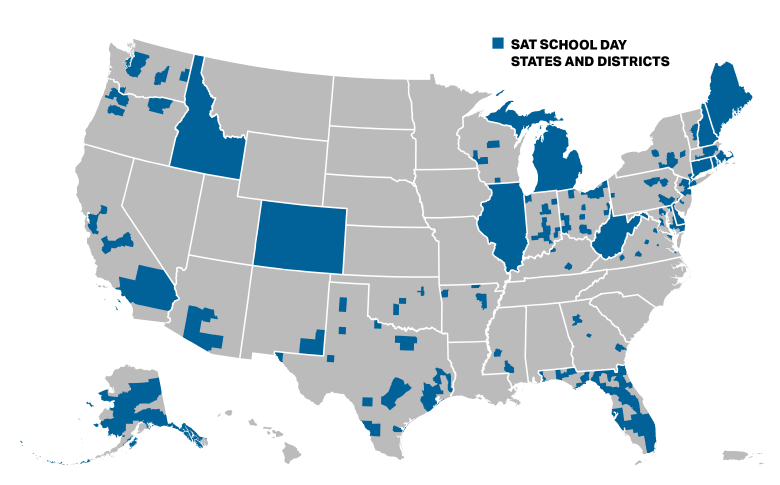 SAT SCHOOL DAY
STATES AND DISTRICTS